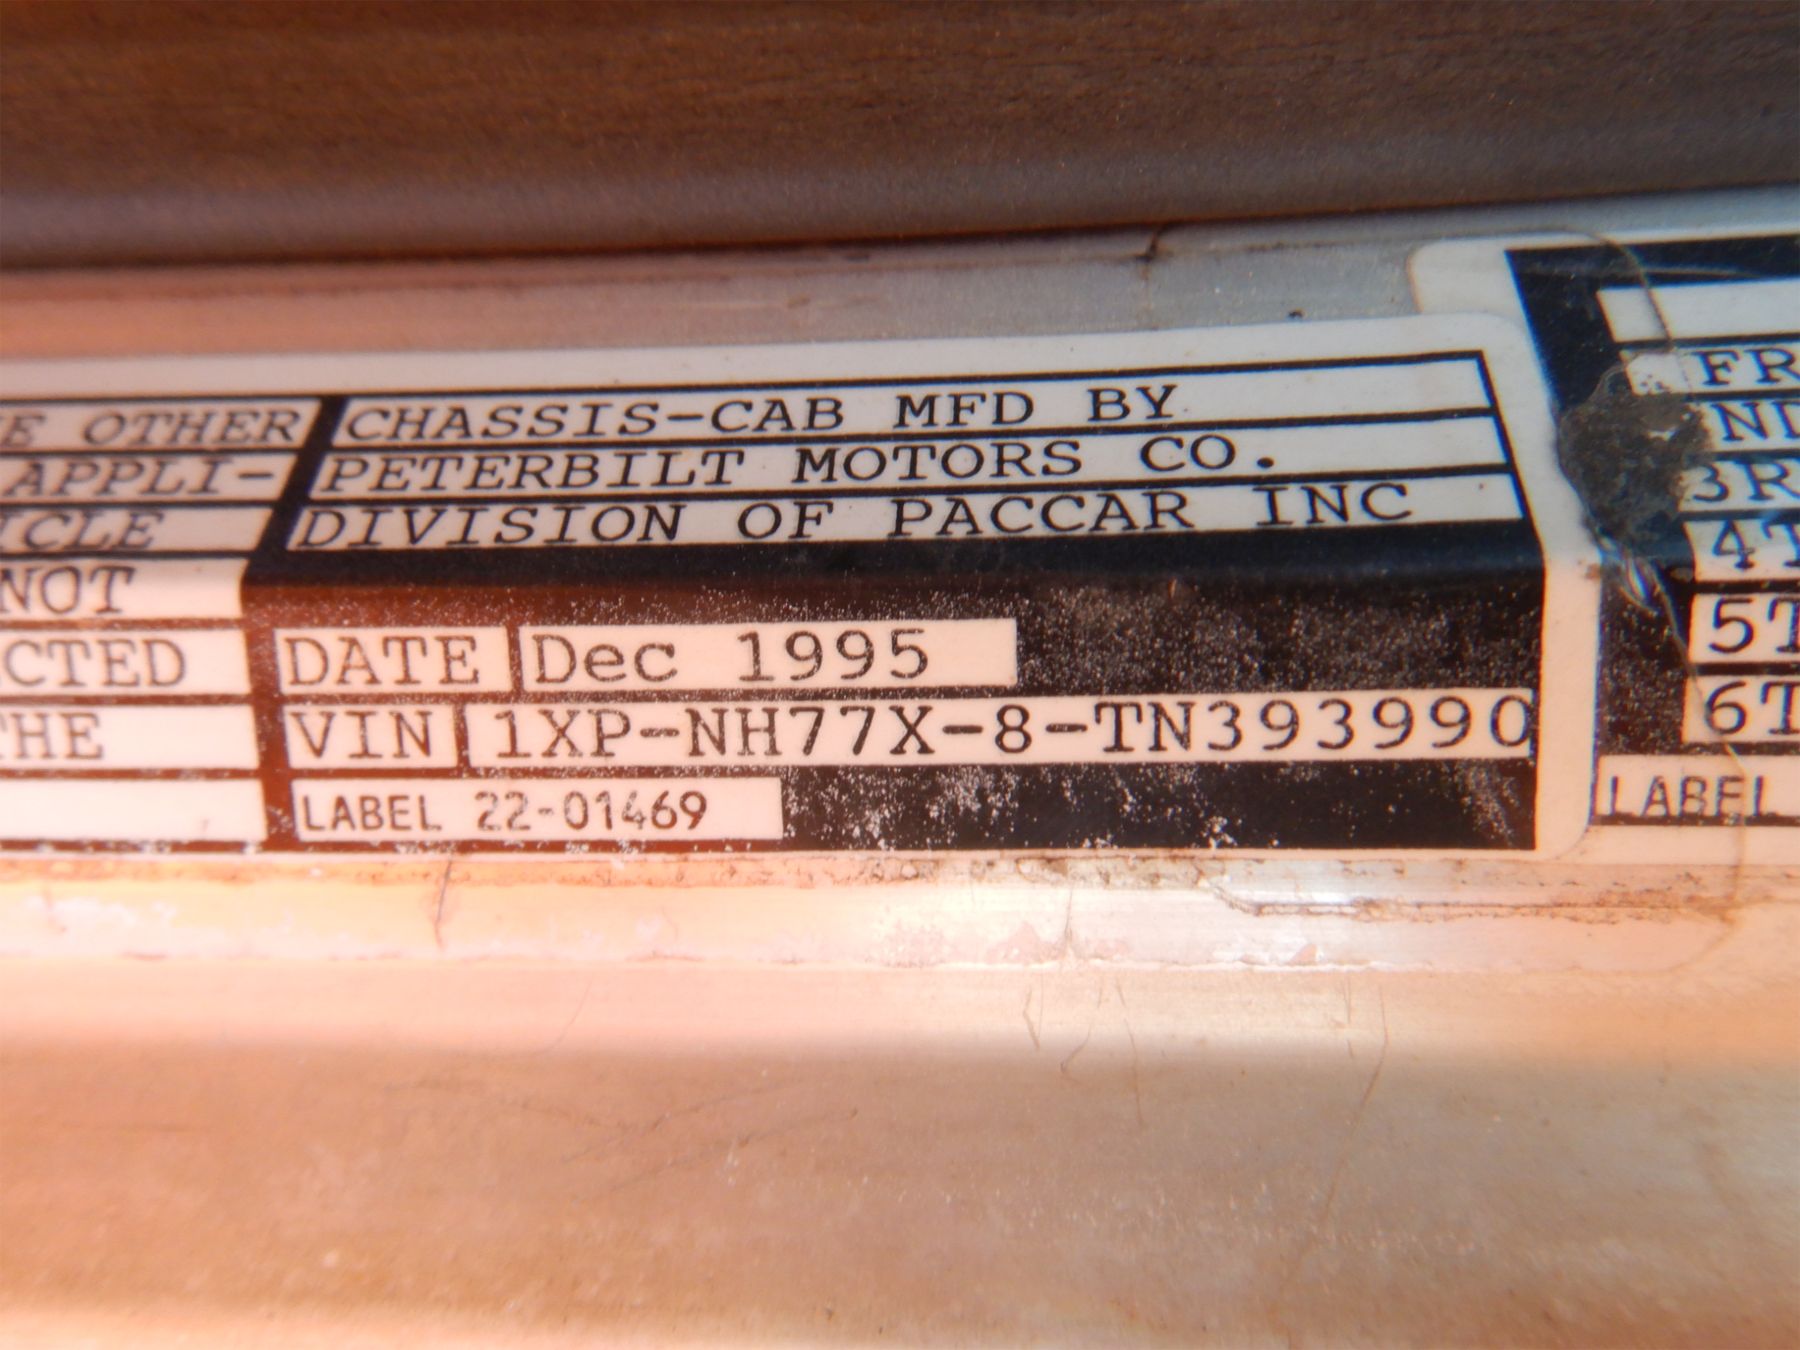 E OTHER
APPLI-
ICLE
NOT
CTED
THE
CHASSIS-CAB MFD BY
PETERBILT MOTORS CO.
DIVISION OF PACCAR INC
DATE Dec 1995
VIN 1XP-NH77X-8-TN393990
LABEL 22-01469
FR
ND
3R
4T
5T
6T
LABEL